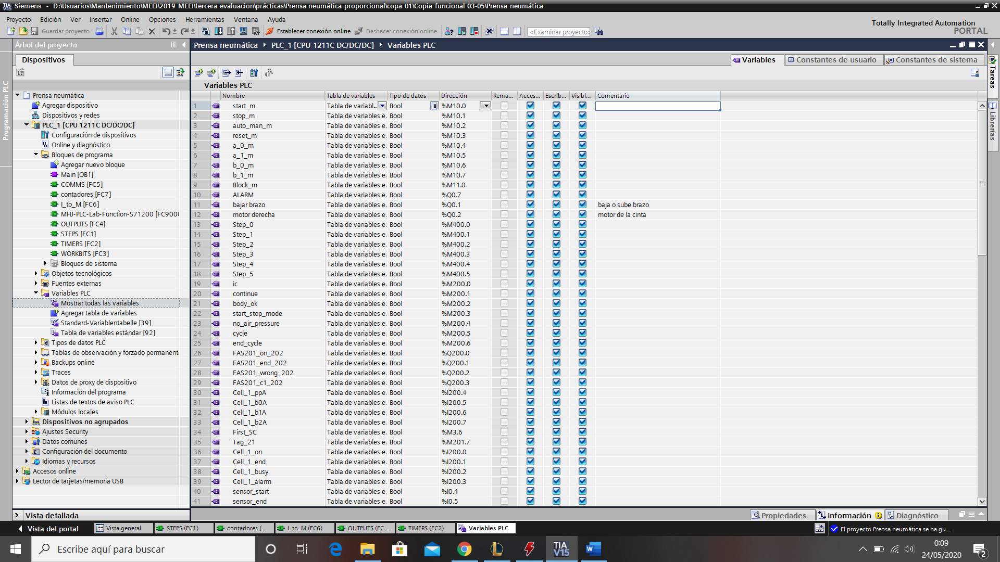 Siemens - D:\Usuarios\Mantenimiento\MEEI\2019 MEEI\tercera evaluacion\prácticas\Prensa neumática proporcional\copa 01\Copia funcional 03-05\Prensa neumática
Proyecto Edición Ver Insertar Online Opciones Herramientas Ventana Ayuda
Totally Integrated Automation
PORTAL
Guardar proyecto Establecer conexión online Deshacer conexión online <Examinar proyecto>
Árbol del proyecto
Prensa neumática PLC_1 [CPU 1211C DC/DC/DC] Variables PLC
Dispositivos
Variables Constantes de usuario Constantes de sistema
Programación PLC
Tareas
Librerías
Prensa neumática
Agregar dispositivo
Dispositivos y redes
PLC_1 [CPU 1211C DC/DC/DC]
Configuración de dispositivos
Online y diagnóstico
Bloques de programa
Agregar nuevo bloque
Main [OB1]
COMMS [FC5]
contadores [FC7]
I_to_M [FC6]
MHJ-PLC-Lab-Function-S71200 [FC9000
OUTPUTS [FC4]
STEPS [FC1]
TIMERS [FC2]
WORKBITS [FC3]
Bloques de sistema
Objetos tecnológicos
Fuentes externas
Variables PLC
Mostrar todas las variables
Agregar tabla de variables
Standard-Variablentabelle [39]
Tabla de variables estándar [92]
Tipos de datos PLC
Tablas de observación y forzado permanent
Backups online
Traces
Datos de proxy de dispositivo
Información del programa
Listas de textos de aviso PLC
Módulos locales
Dispositivos no agrupados
Ajustes Security
Datos comunes
Configuración del documento
Idiomas y recursos
Accesos online
Lector de tarjetas/memoria USB
Vista detallada
Variables PLC
Nombre Tabla de variables Tipo de datos Dirección Rema... Acces... Escrib... Visibl... Comentario
1 start_m Tabla de variabl.. Bool %M10.0
2 stop_m Tabla de variables e. Bool %M10.1
3 auto_man_m Tabla de variables e. Bool %M10.2
4 reset_m Tabla de variables e. Bool %M10.3
5 a_0_m Tabla de variables e. Bool %M10.4
6 a_1_m Tabla de variables e. Bool %M10.5
7 b_0_m Tabla de variables e. Bool %M10.6
8 b_1_m Tabla de variables e. Bool %M10.7
9 Block_m Tabla de variables e. Bool %M11.0
10 ALARM Tabla de variables e. Bool %Q0.7
11 bajar brazo Tabla de variables e. Bool %Q0.1 baja o sube brazo
12 motor derecha Tabla de variables e. Bool %Q0.2 motor de la cinta
13 Step_0 Tabla de variables e. Bool %M400.0
14 Step_1 Tabla de variables e. Bool %M400.1
15 Step_2 Tabla de variables e. Bool %M400.2
16 Step_3 Tabla de variables e. Bool %M400.3
17 Step_4 Tabla de variables e. Bool %M400.4
18 Step_5 Tabla de variables e. Bool %M400.5
19 ic Tabla de variables e. Bool %M200.0
20 continue Tabla de variables e. Bool %M200.1
21 body_ok Tabla de variables e. Bool %M200.2
22 start_stop_mode Tabla de variables e. Bool %M200.3
23 no_air_pressure Tabla de variables e. Bool %M200.4
24 cycle Tabla de variables e. Bool %M200.5
25 end_cycle Tabla de variables e. Bool %M200.6
26 FAS201_on_202 Tabla de variables e. Bool %Q200.0
27 FAS201_end_202 Tabla de variables e. Bool %Q200.1
28 FAS201_wrong_202 Tabla de variables e. Bool %Q200.2
29 FAS201_c1_202 Tabla de variables e. Bool %Q200.3
30 Cell_1_ppA Tabla de variables e. Bool %I200.4
31 Cell_1_b0A Tabla de variables e. Bool %I200.5
32 Cell_1_b1A Tabla de variables e. Bool %I200.6
33 Cell_1_b2A Tabla de variables e. Bool %I200.7
34 First_SC Tabla de variables e. Bool %M3.6
35 Tag_21 Tabla de variables e. Bool %M201.7
36 Cell_1_on Tabla de variables e. Bool %I200.0
37 Cell_1_end Tabla de variables e. Bool %I200.1
38 Cell_1_busy Tabla de variables e. Bool %I200.2
39 Cell_1_alarm Tabla de variables e. Bool %I200.3
40 sensor_start Tabla de variables e. Bool %I0.4
41 sensor_end Tabla de variables e. Bool %I0.5
Propiedades Información Diagnóstico
Vista del portal Vista general STEPS (FC1) contadores (... I_to_M (FC6) OUTPUTS (FC... TIMERS (FC2) Variables PLC El proyecto Prensa neumática se ha gu...
Escribe aquí para buscar
TIA
V15
0:09
24/05/2020
2